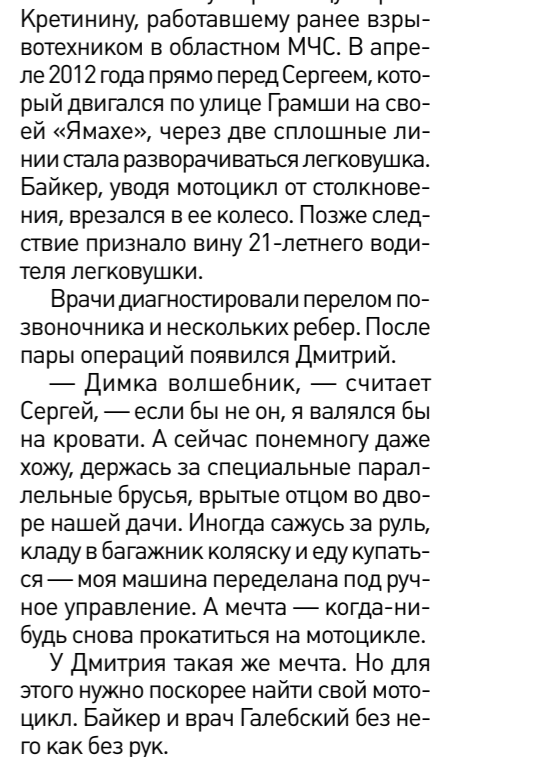 Кретинину, работавшему ранее взры-
вотехником в областном МЧС. В апре-
ле 2012 года прямо перед Сергеем, кото-
рый двигался по улице Грамши на сво-
ей «Ямахе», через две сплошные ли-
нии стала разворачиваться легковушка.
Байкер, уводя мотоцикл от столкнове-
ния, врезался в ее колесо. Позже след-
ствие признало вину 21-летнего води-
теля легковушки.
Врачи диагностировали перелом по-
звоночника и нескольких ребер. После
пары операций появился Дмитрий.
— Димка волшебник, — считает
Сергей, — если бы не он, я валялся бы
на кровати. А сейчас понемногу даже
хожу, держась за специальные парал-
лельные брусья, врытые отцом во дво-
ре нашей дачи. Иногда сажусь за руль,
кладу в багажник коляску и еду купать-
ся — моя машина переделана под руч-
ное управление. А мечта — когда-ни-
будь снова прокатиться на мотоцикле.
У Дмитрия такая же мечта. Но для
этого нужно поскорее найти свой мото-
цикл. Байкер и врач Галебский без не-
го как без рук.